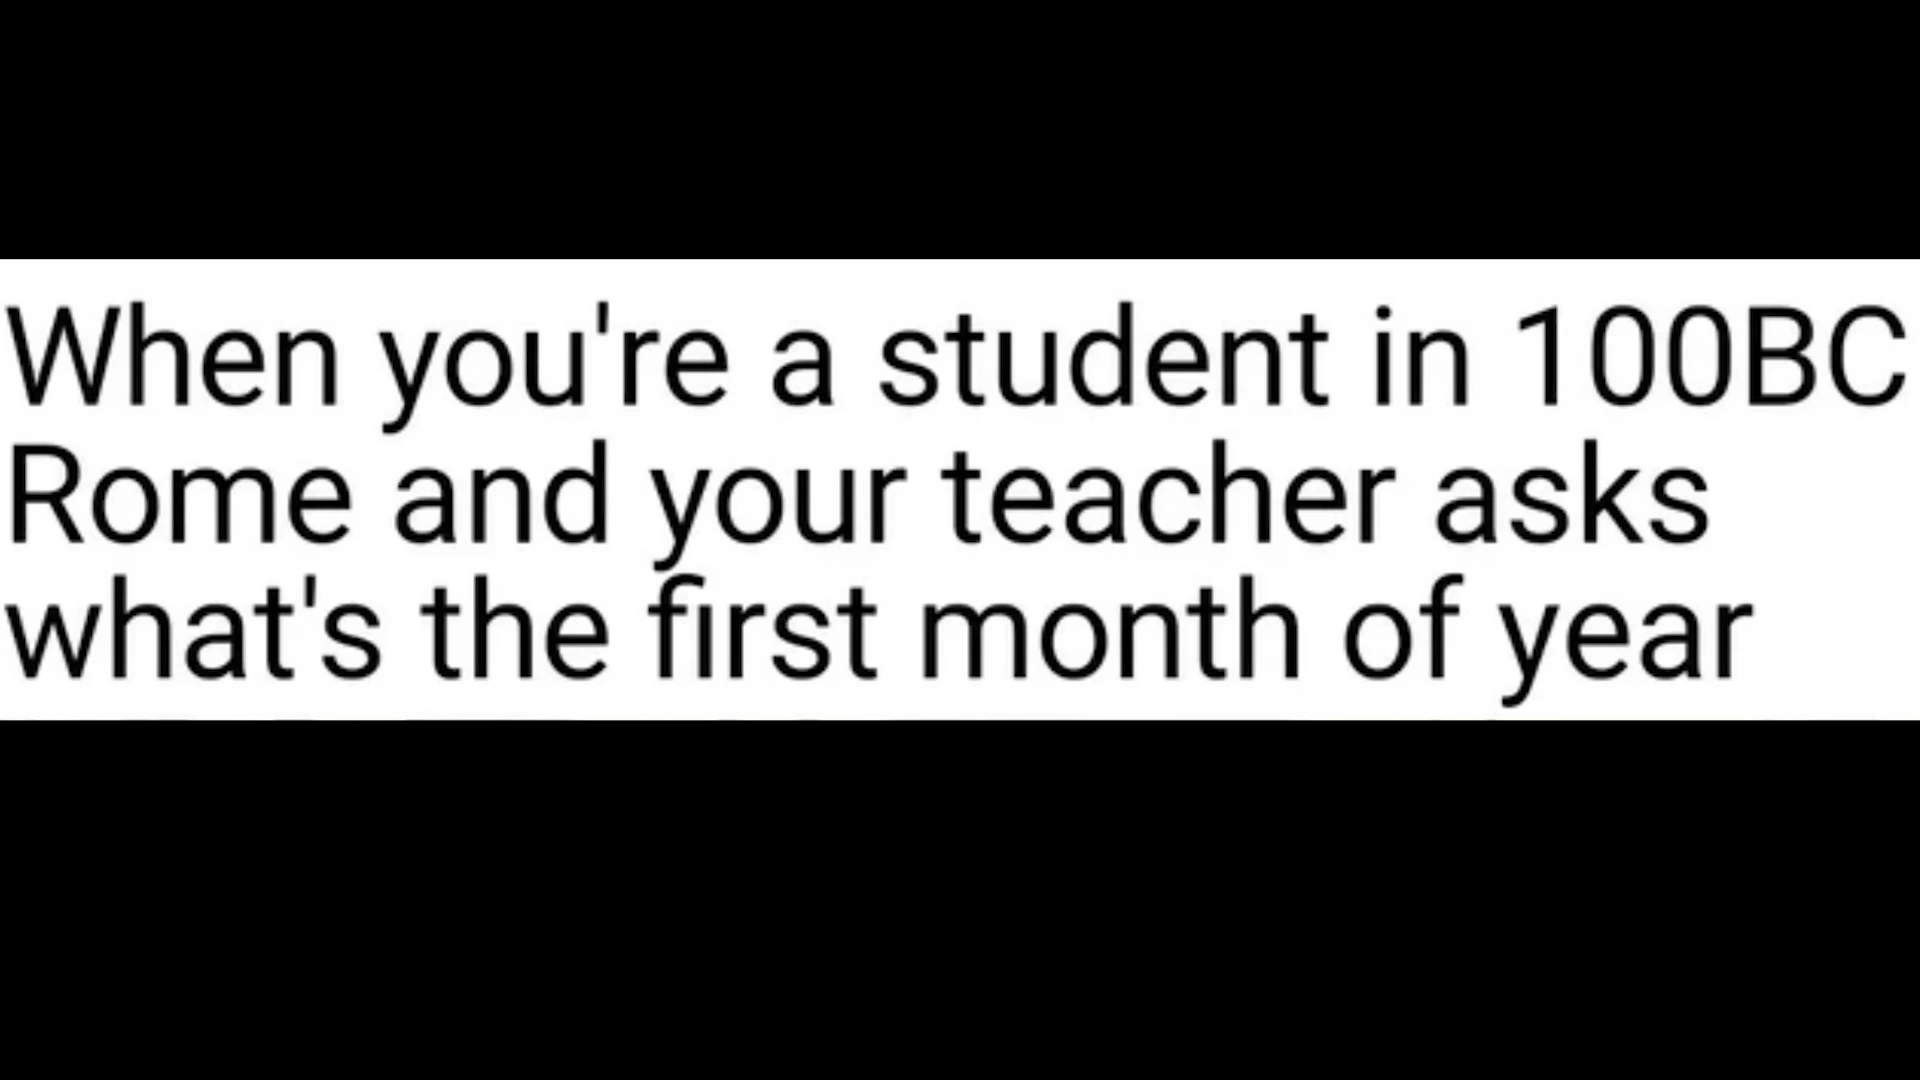 When you're a student in 100BC
Rome and your teacher asks
what's the first month of year